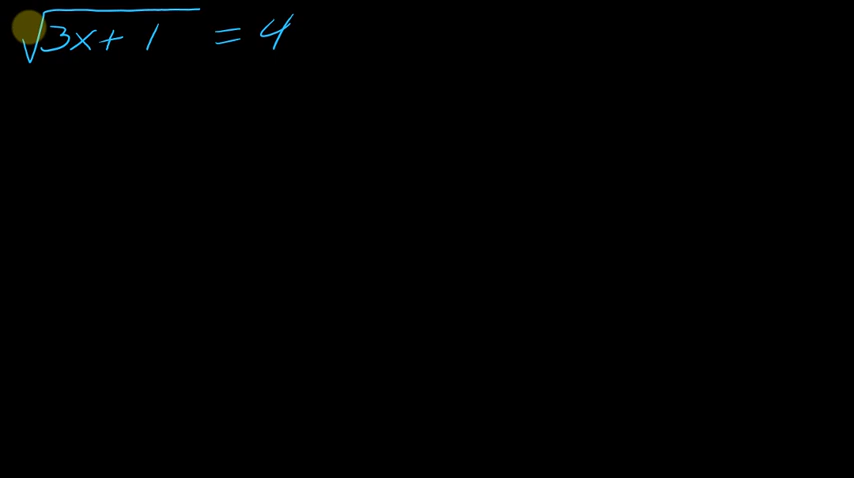 √(3x + 1) = 4